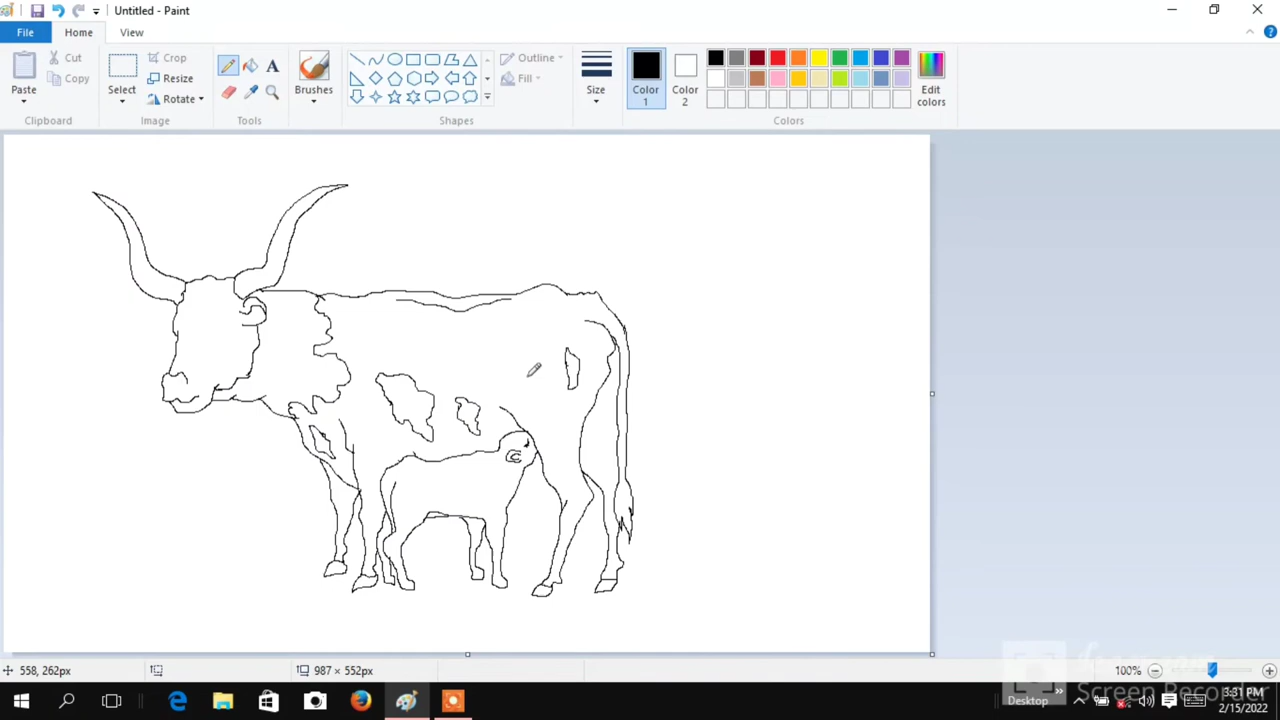 Untitled - Paint
File Home View
Paste
Cut
Copy
Clipboard
Select
Crop
Resize
Rotate
Image
A
Tools
Brushes
Shapes
Outline
Fill
Size
Color 1
Color 2
Edit colors
Colors
558, 262px
987 × 552px
100%
Screen Recorder
Desktop
3:31 PM
2/15/2022